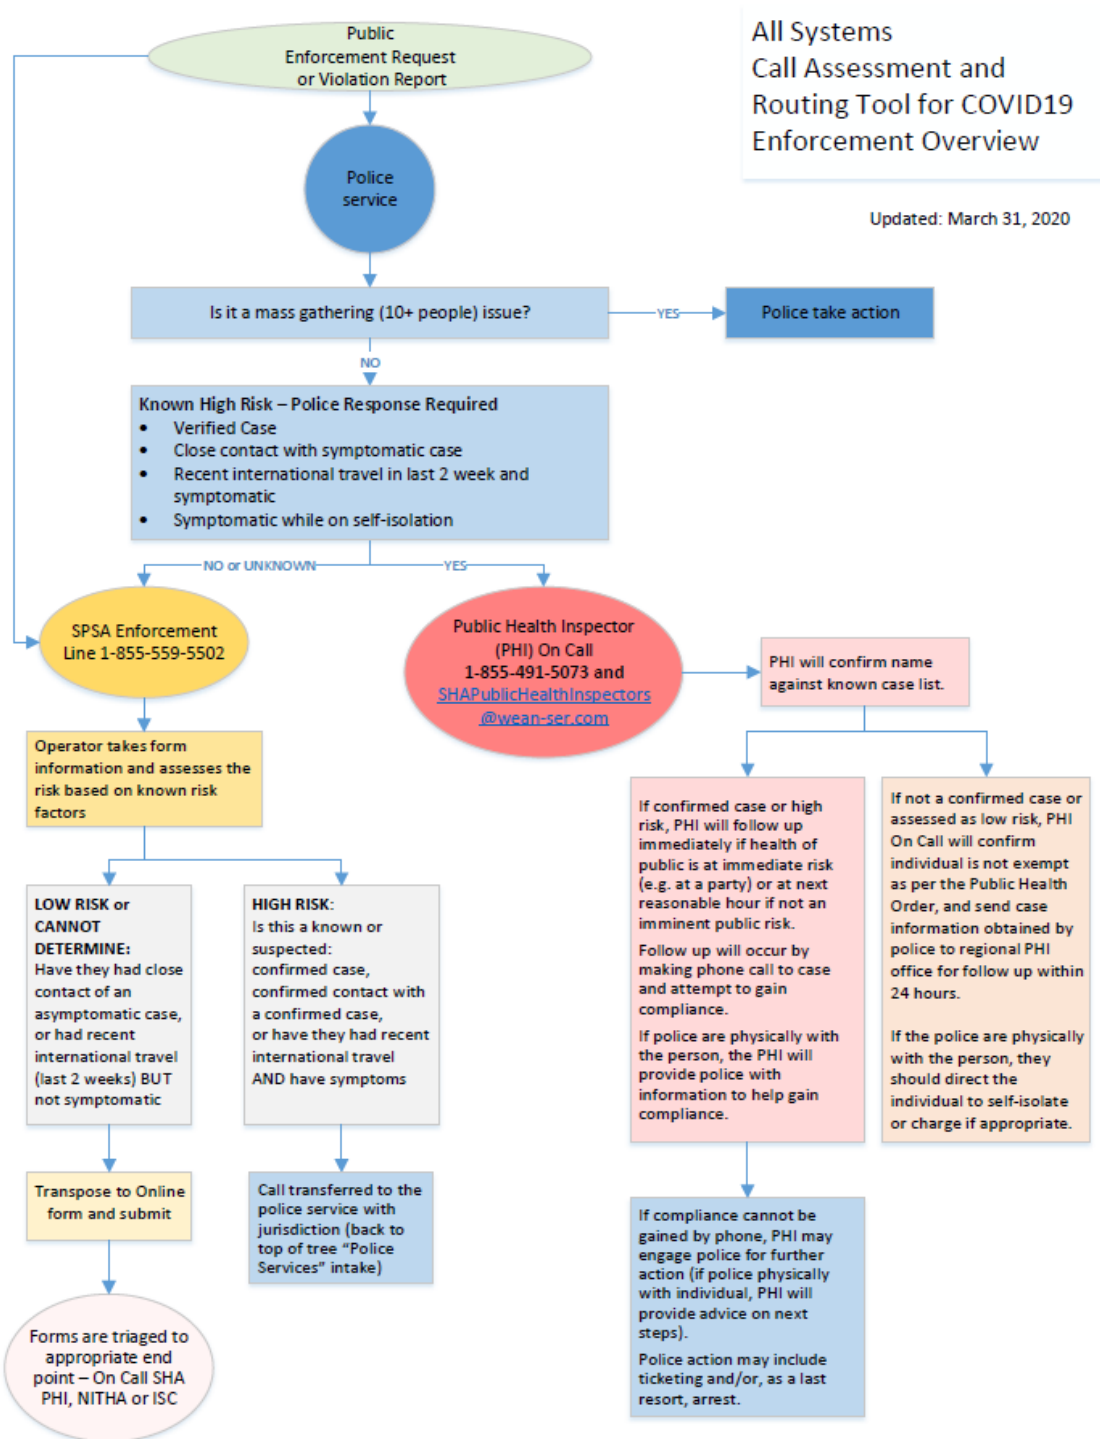 Public
Enforcement Request
or Violation Report
All Systems
Call Assessment and
Routing Tool for COVID19
Enforcement Overview
Updated: March 31, 2020
Police
service
Is it a mass gathering (10+ people) issue?
YES
Police take action
NO
Known High Risk – Police Response Required
• Verified Case
• Close contact with symptomatic case
• Recent international travel in last 2 week and
symptomatic
• Symptomatic while on self-isolation
NO or UNKNOWN
YES
SPSA Enforcement
Line 1-855-559-5502
Public Health Inspector
(PHI) On Call
1-855-491-5073 and
SHAPublicHealthInspectors
@wean-ser.com
PHI will confirm name
against known case list.
Operator takes form
information and assesses the
risk based on known risk
factors
LOW RISK or
CANNOT
DETERMINE:
Have they had close
contact of an
asymptomatic case,
or had recent
international travel
(last 2 weeks) BUT
not symptomatic
HIGH RISK:
Is this a known or
suspected:
confirmed case,
confirmed contact with
a confirmed case,
or have they had recent
international travel
AND have symptoms
If confirmed case or high
risk, PHI will follow up
immediately if health of
public is at immediate risk
(e.g. at a party) or at next
reasonable hour if not an
imminent public risk.
Follow up will occur by
making phone call to case
and attempt to gain
compliance.
If police are physically with
the person, the PHI will
provide police with
information to help gain
compliance.
If not a confirmed case or
assessed as low risk, PHI
On Call will confirm
individual is not exempt
as per the Public Health
Order, and send case
information obtained by
police to regional PHI
office for follow up within
24 hours.
If the police are physically
with the person, they
should direct the
individual to self-isolate
or charge if appropriate.
Transpose to Online
form and submit
Call transferred to the
police service with
jurisdiction (back to
top of tree “Police
Services” intake)
If compliance cannot be
gained by phone, PHI may
engage police for further
action (if police physically
with individual, PHI will
provide advice on next
steps).
Police action may include
ticketing and/or, as a last
resort, arrest.
Forms are triaged to
appropriate end
point – On Call SHA
PHI, NITHA or ISC